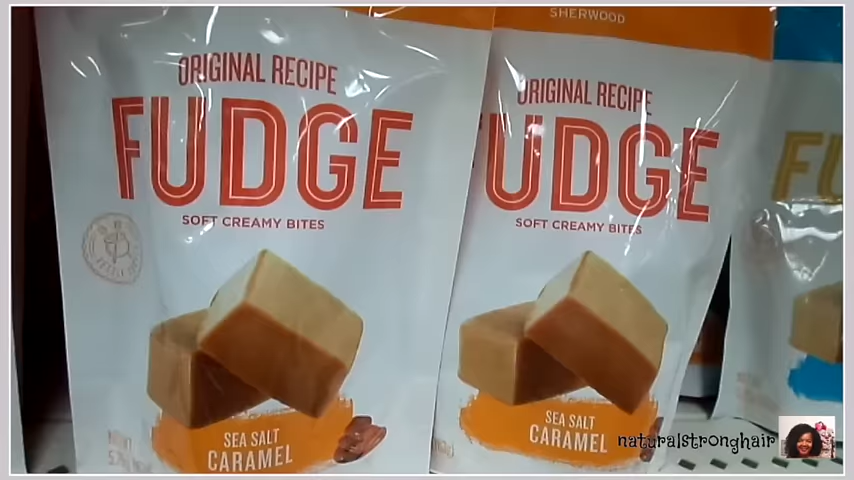 ORIGINAL RECIPE
FUDGE
SOFT CREAMY BITES
SEA SALT
CARAMEL
SHERWOOD
ORIGINAL RECIPE
FUDGE
SOFT CREAMY BITES
SEA SALT
CARAMEL
FU
naturalstronghair